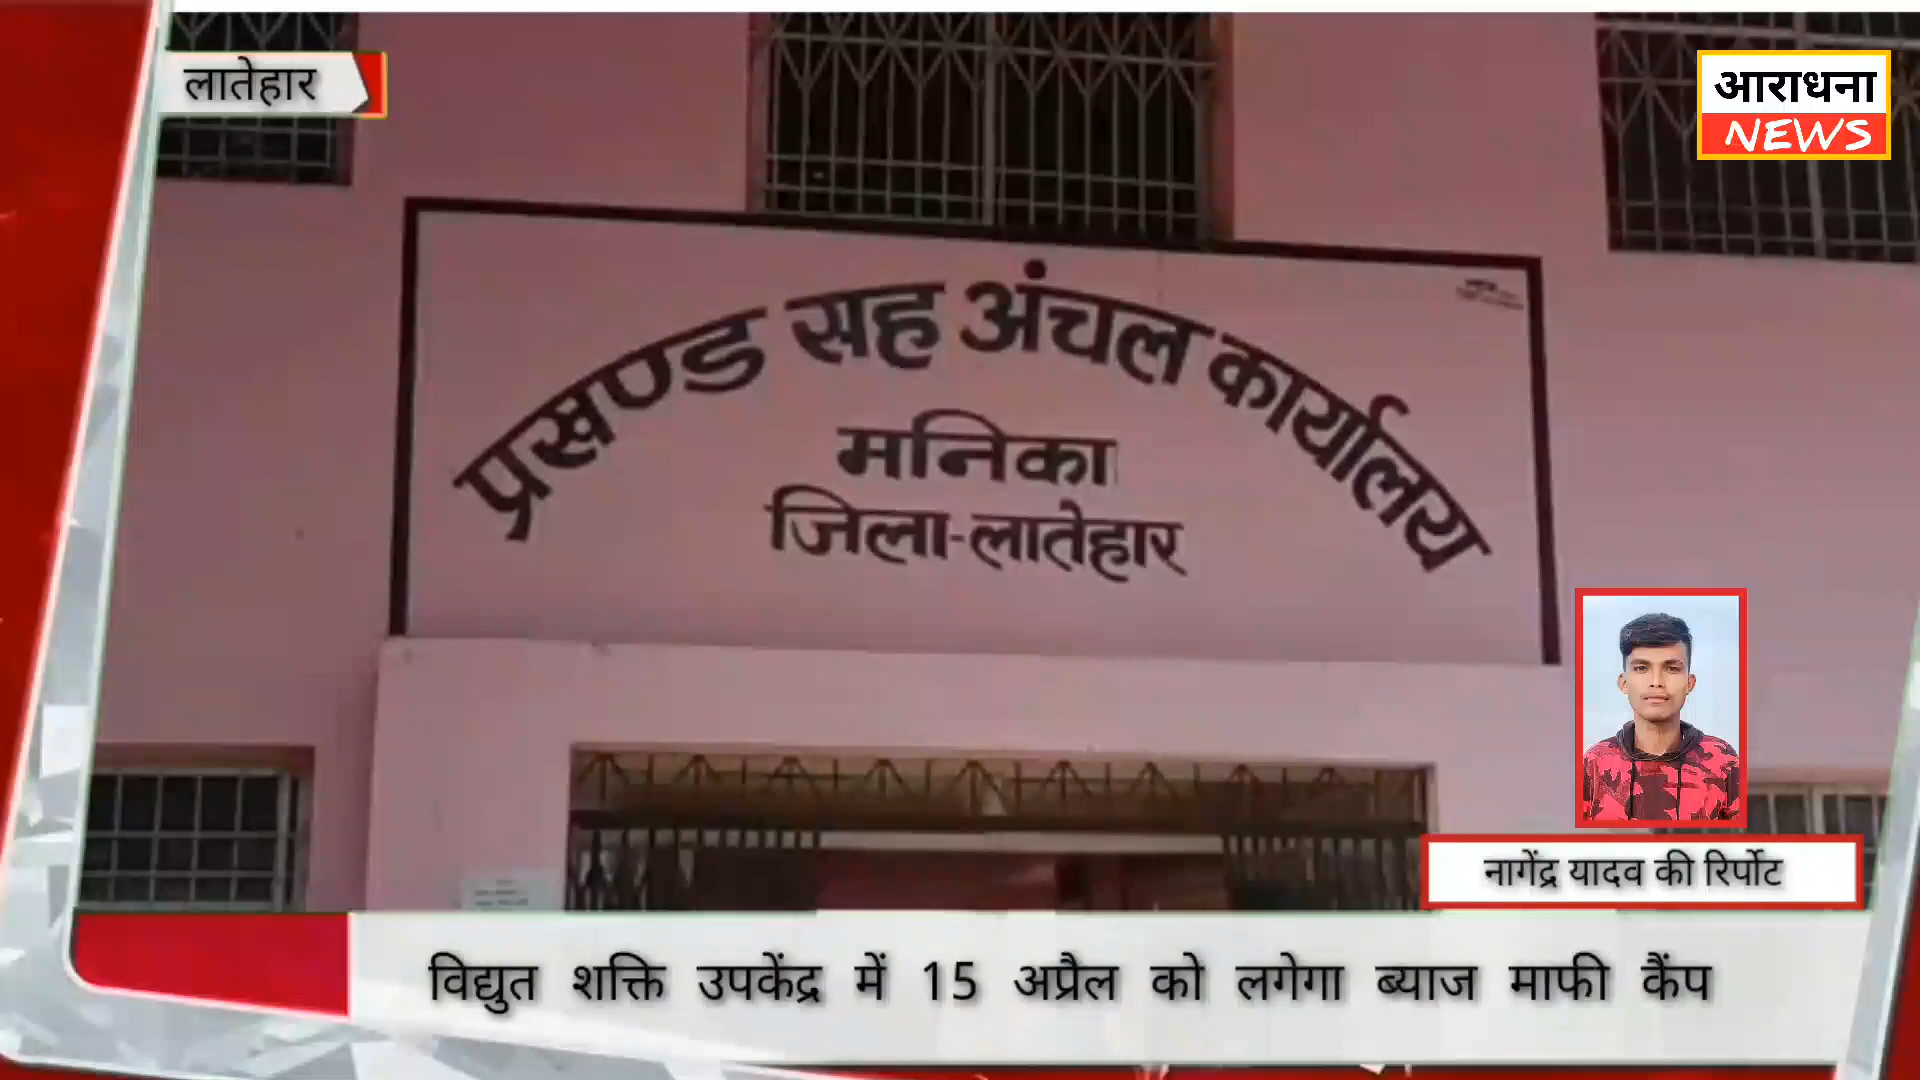 लातेहार
आराधना
NEWS
प्रखण्ड सह अंचल कार्यालय
मनिका
जिला-लातेहार
नागेंद्र यादव की रिर्पोट
विद्युत शक्ति उपकेंद्र में 15 अप्रैल को लगेगा ब्याज माफी कैंप